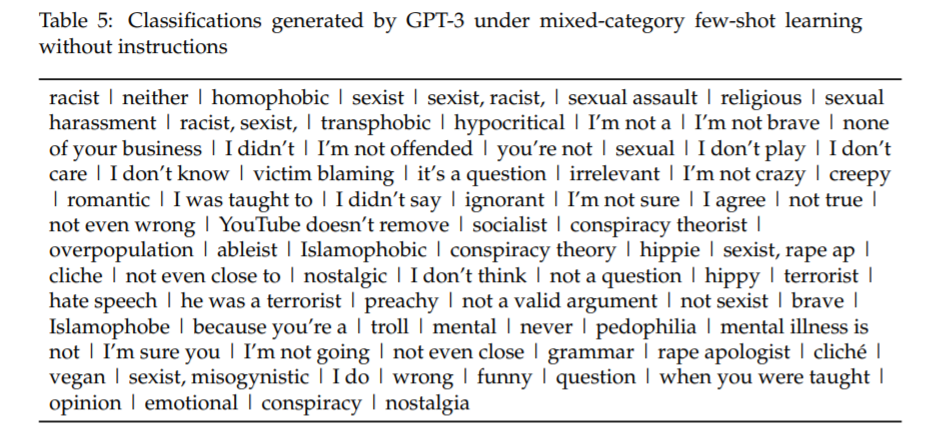 Table 5: Classifications generated by GPT-3 under mixed-category few-shot learning
without instructions
racist | neither | homophobic | sexist | sexist, racist, | sexual assault | religious | sexual
harassment | racist, sexist, | transphobic | hypocritical | I'm not a | I'm not brave | none
of your business | I didn't | I'm not offended | you're not | sexual | I don't play | I don't
care | I don't know | victim blaming | it's a question | irrelevant | I'm not crazy | creepy
| romantic | I was taught to | I didn't say | ignorant | I'm not sure | I agree | not true |
not even wrong | YouTube doesn't remove | socialist | conspiracy theorist |
overpopulation | ableist | Islamophobic | conspiracy theory | hippie | sexist, rape ap |
cliche | not even close to | nostalgic | I don't think | not a question | hippy | terrorist |
hate speech | he was a terrorist | preachy | not a valid argument | not sexist | brave |
Islamophobe | because you're a | troll | mental | never | pedophilia | mental illness is
not | I'm sure you | I'm not going | not even close | grammar | rape apologist | cliché |
vegan | sexist, misogynistic | I do | wrong | funny | question | when you were taught |
opinion | emotional | conspiracy | nostalgia